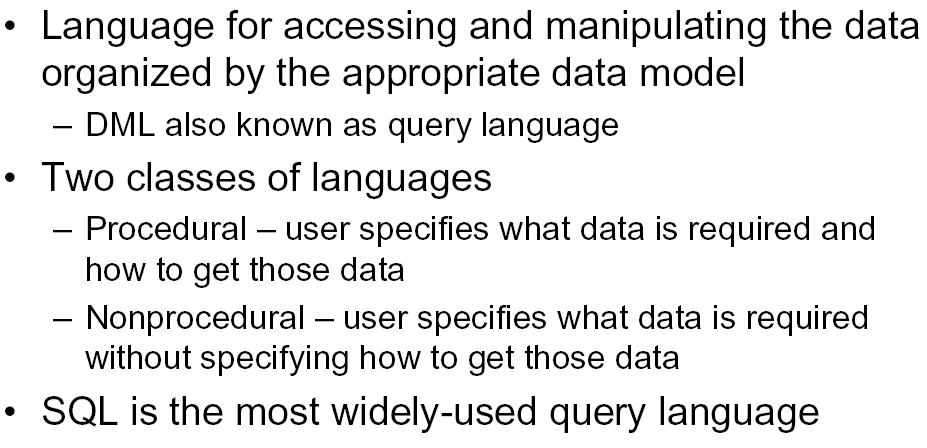 • Language for accessing and manipulating the data
organized by the appropriate data model
– DML also known as query language
• Two classes of languages
– Procedural – user specifies what data is required and
how to get those data
– Nonprocedural – user specifies what data is required
without specifying how to get those data
• SQL is the most widely-used query language